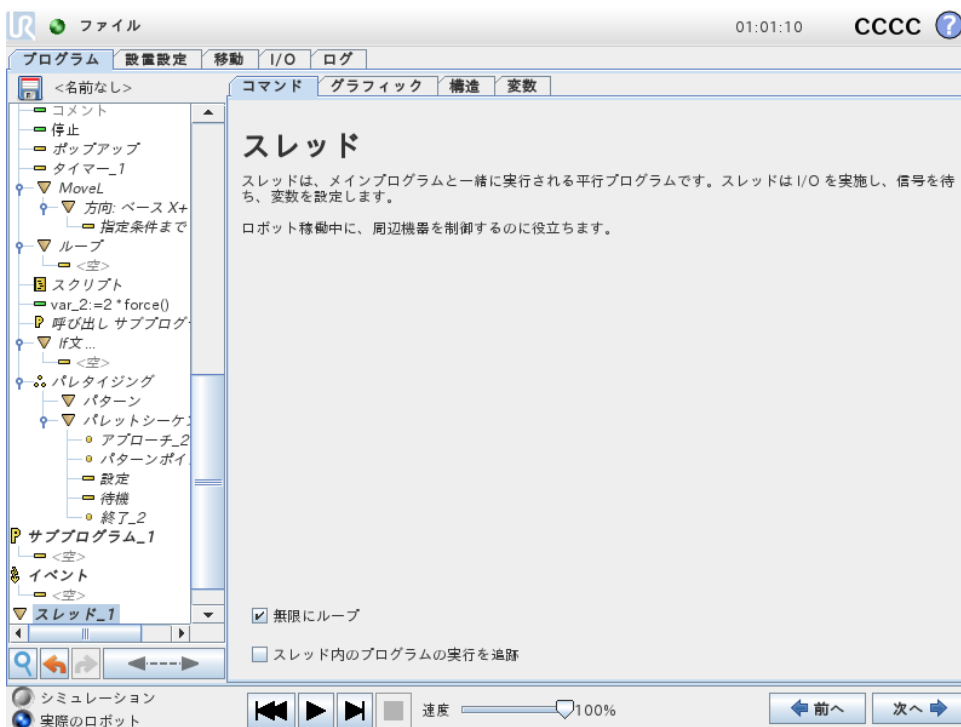 UR ファイル 01:01:10 CCCC ?
プログラム 設置設定 移動 I/O ログ
<名前なし> コマンド グラフィック 構造 変数
コメント
停止
ポップアップ
タイマー_1
MoveL
方向: ベース X+
指定条件まで
ループ
<空>
スクリプト
var_2:=2 * force()
P 呼び出し サブプログ
If文 ...
<空>
パレタイジング
パターン
パレットシーケン
アプローチ_2
パターンポイ
設定
待機
終了_2
P サブプログラム_1
<空>
イベント
<空>
スレッド_1
スレッド
スレッドは、メインプログラムと一緒に実行される平行プログラムです。スレッドは I/O を実施し、信号を待
ち、変数を設定します。
ロボット稼働中に、周辺機器を制御するのに役立ちます。
無限にループ
スレッド内のプログラムの実行を追跡
シミュレーション
実際のロボット
速度 100% 前へ 次へ